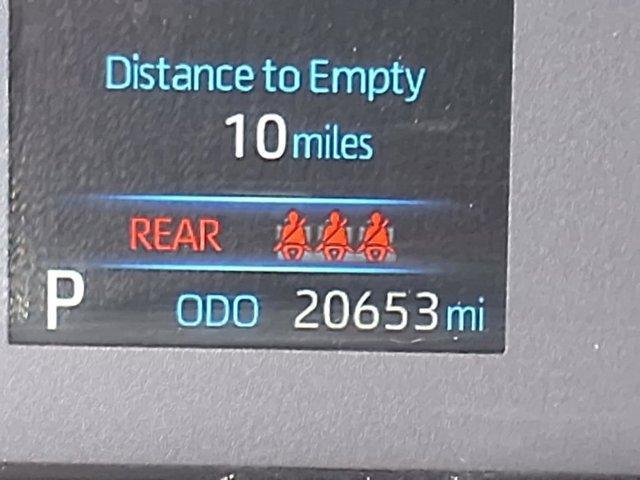 Distance to Empty
10 miles
REAR
P ODO 20653 mi